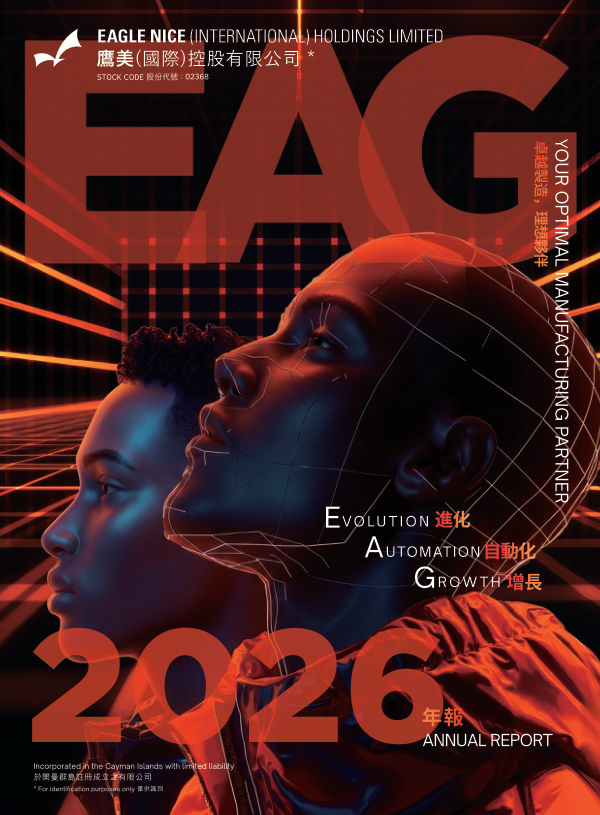 EAGLE NICE (INTERNATIONAL) HOLDINGS LIMITED
鷹美(國際)控股有限公司 *
STOCK CODE 股份代號：02368
EAG
YOUR OPTIMAL MANUFACTURING PARTNER
卓越製造，理想夥伴
EVOLUTION 進化
AUTOMATION 自動化
GROWTH 增長
2026
年報
ANNUAL REPORT
Incorporated in the Cayman Islands with limited liability
於開曼群島註冊成立之有限公司
* For identification purposes only 僅供識別